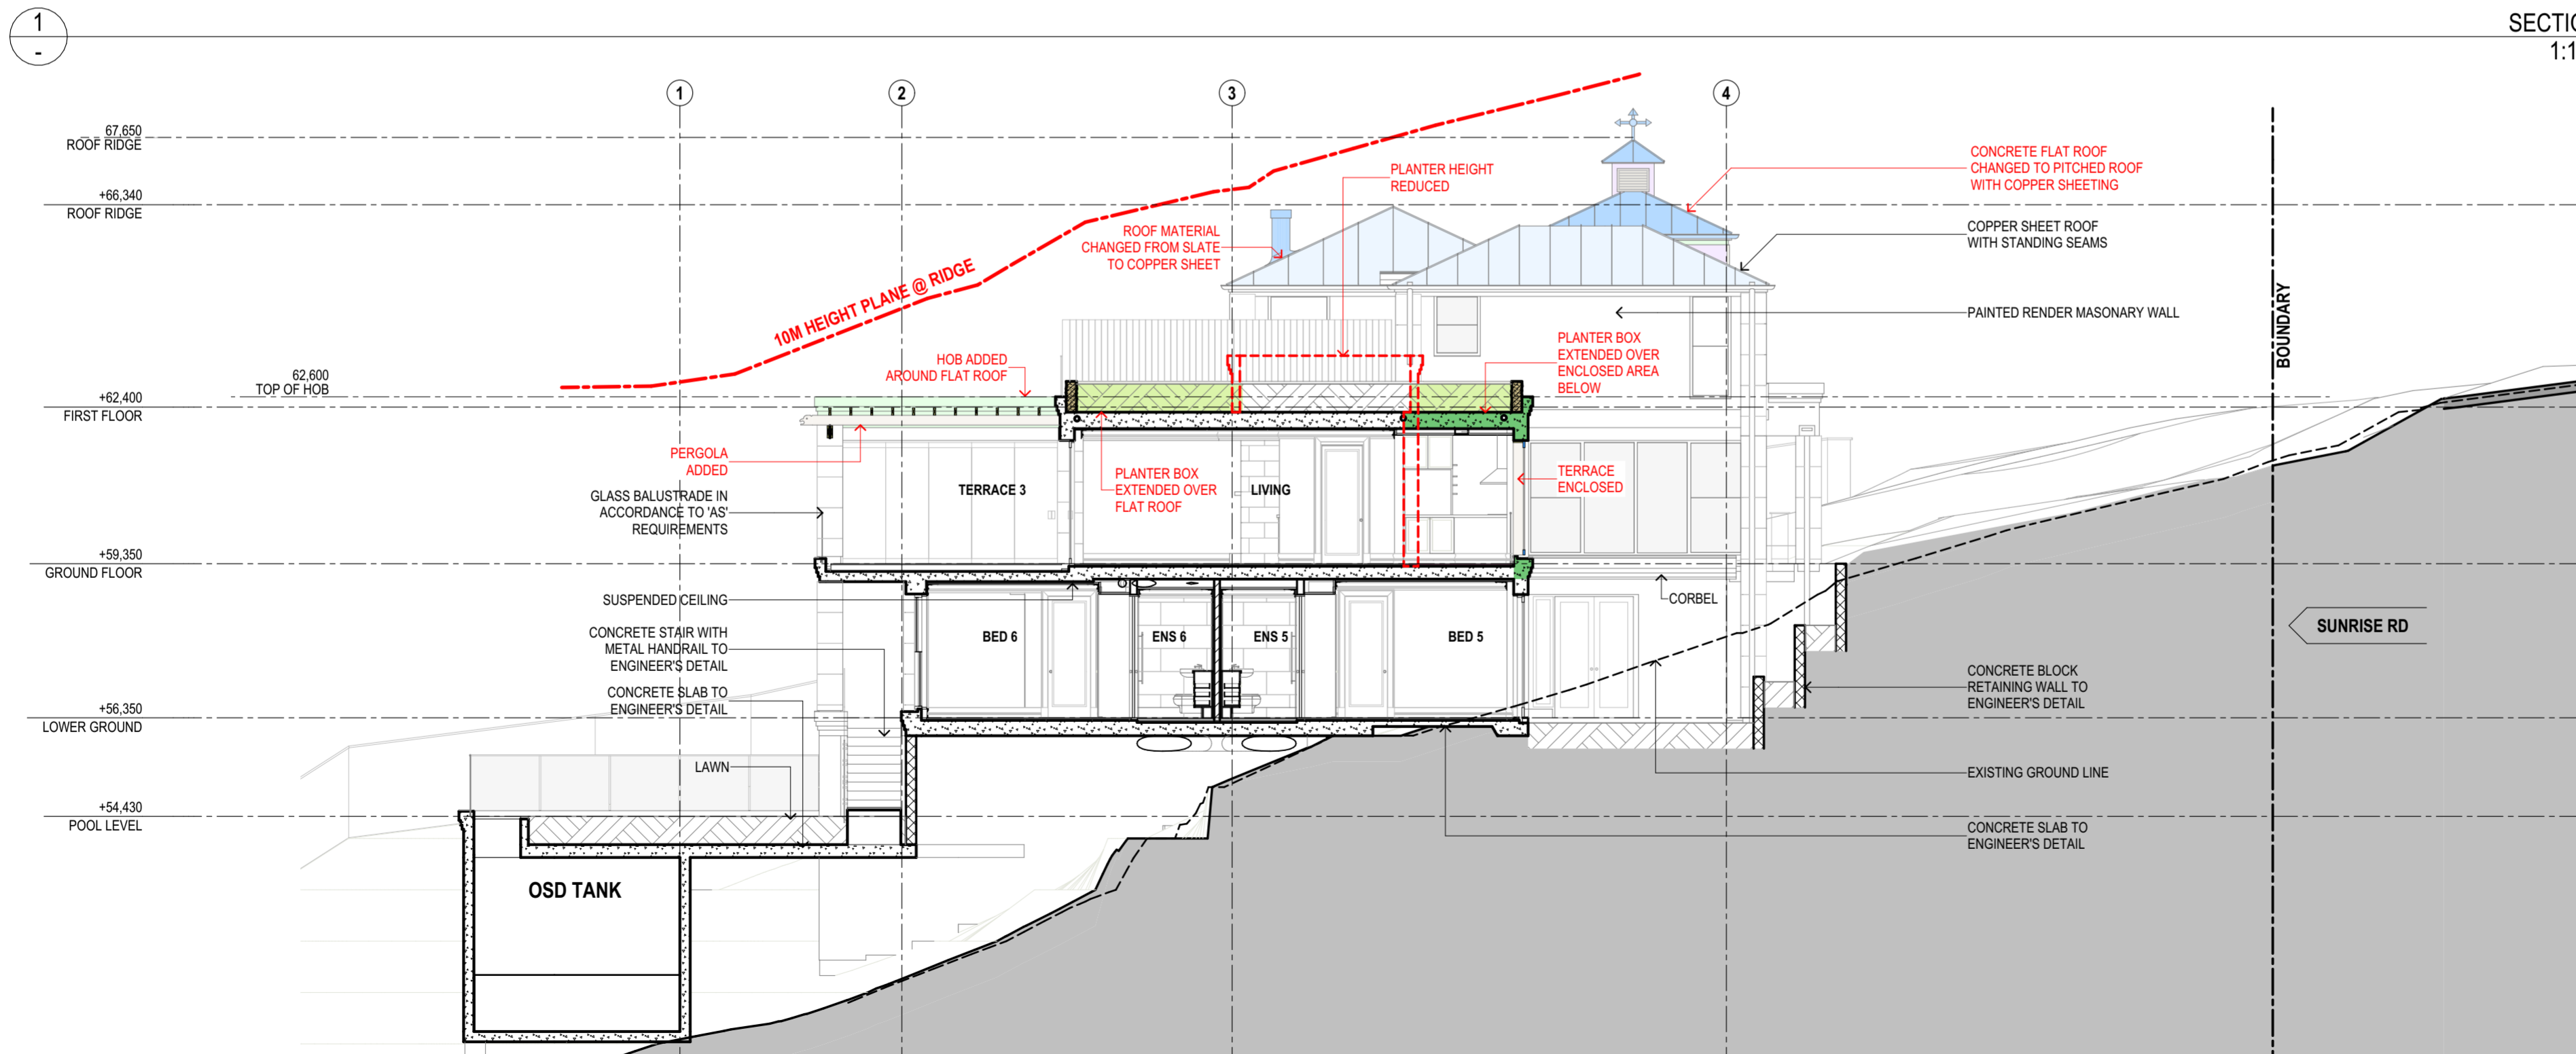 1
-
SECTIO
1:1
1
2
3
4
67,650
ROOF RIDGE
+66,340
ROOF RIDGE
62,600
TOP OF HOB
+62,400
FIRST FLOOR
+59,350
GROUND FLOOR
+56,350
LOWER GROUND
+54,430
POOL LEVEL
10M HEIGHT PLANE @ RIDGE
PLANTER HEIGHT
REDUCED
CONCRETE FLAT ROOF
CHANGED TO PITCHED ROOF
WITH COPPER SHEETING
ROOF MATERIAL
CHANGED FROM SLATE
TO COPPER SHEET
COPPER SHEET ROOF
WITH STANDING SEAMS
PAINTED RENDER MASONARY WALL
BOUNDARY
HOB ADDED
AROUND FLAT ROOF
PLANTER BOX
EXTENDED OVER
ENCLOSED AREA
BELOW
PERGOLA
ADDED
PLANTER BOX
EXTENDED OVER
FLAT ROOF
TERRACE
ENCLOSED
GLASS BALUSTRADE IN
ACCORDANCE TO 'AS'
REQUIREMENTS
TERRACE 3
LIVING
SUSPENDED CEILING
CORBEL
CONCRETE STAIR WITH
METAL HANDRAIL TO
ENGINEER'S DETAIL
BED 6
ENS 6
ENS 5
BED 5
SUNRISE RD
CONCRETE SLAB TO
ENGINEER'S DETAIL
CONCRETE BLOCK
RETAINING WALL TO
ENGINEER'S DETAIL
LAWN
EXISTING GROUND LINE
CONCRETE SLAB TO
ENGINEER'S DETAIL
OSD TANK